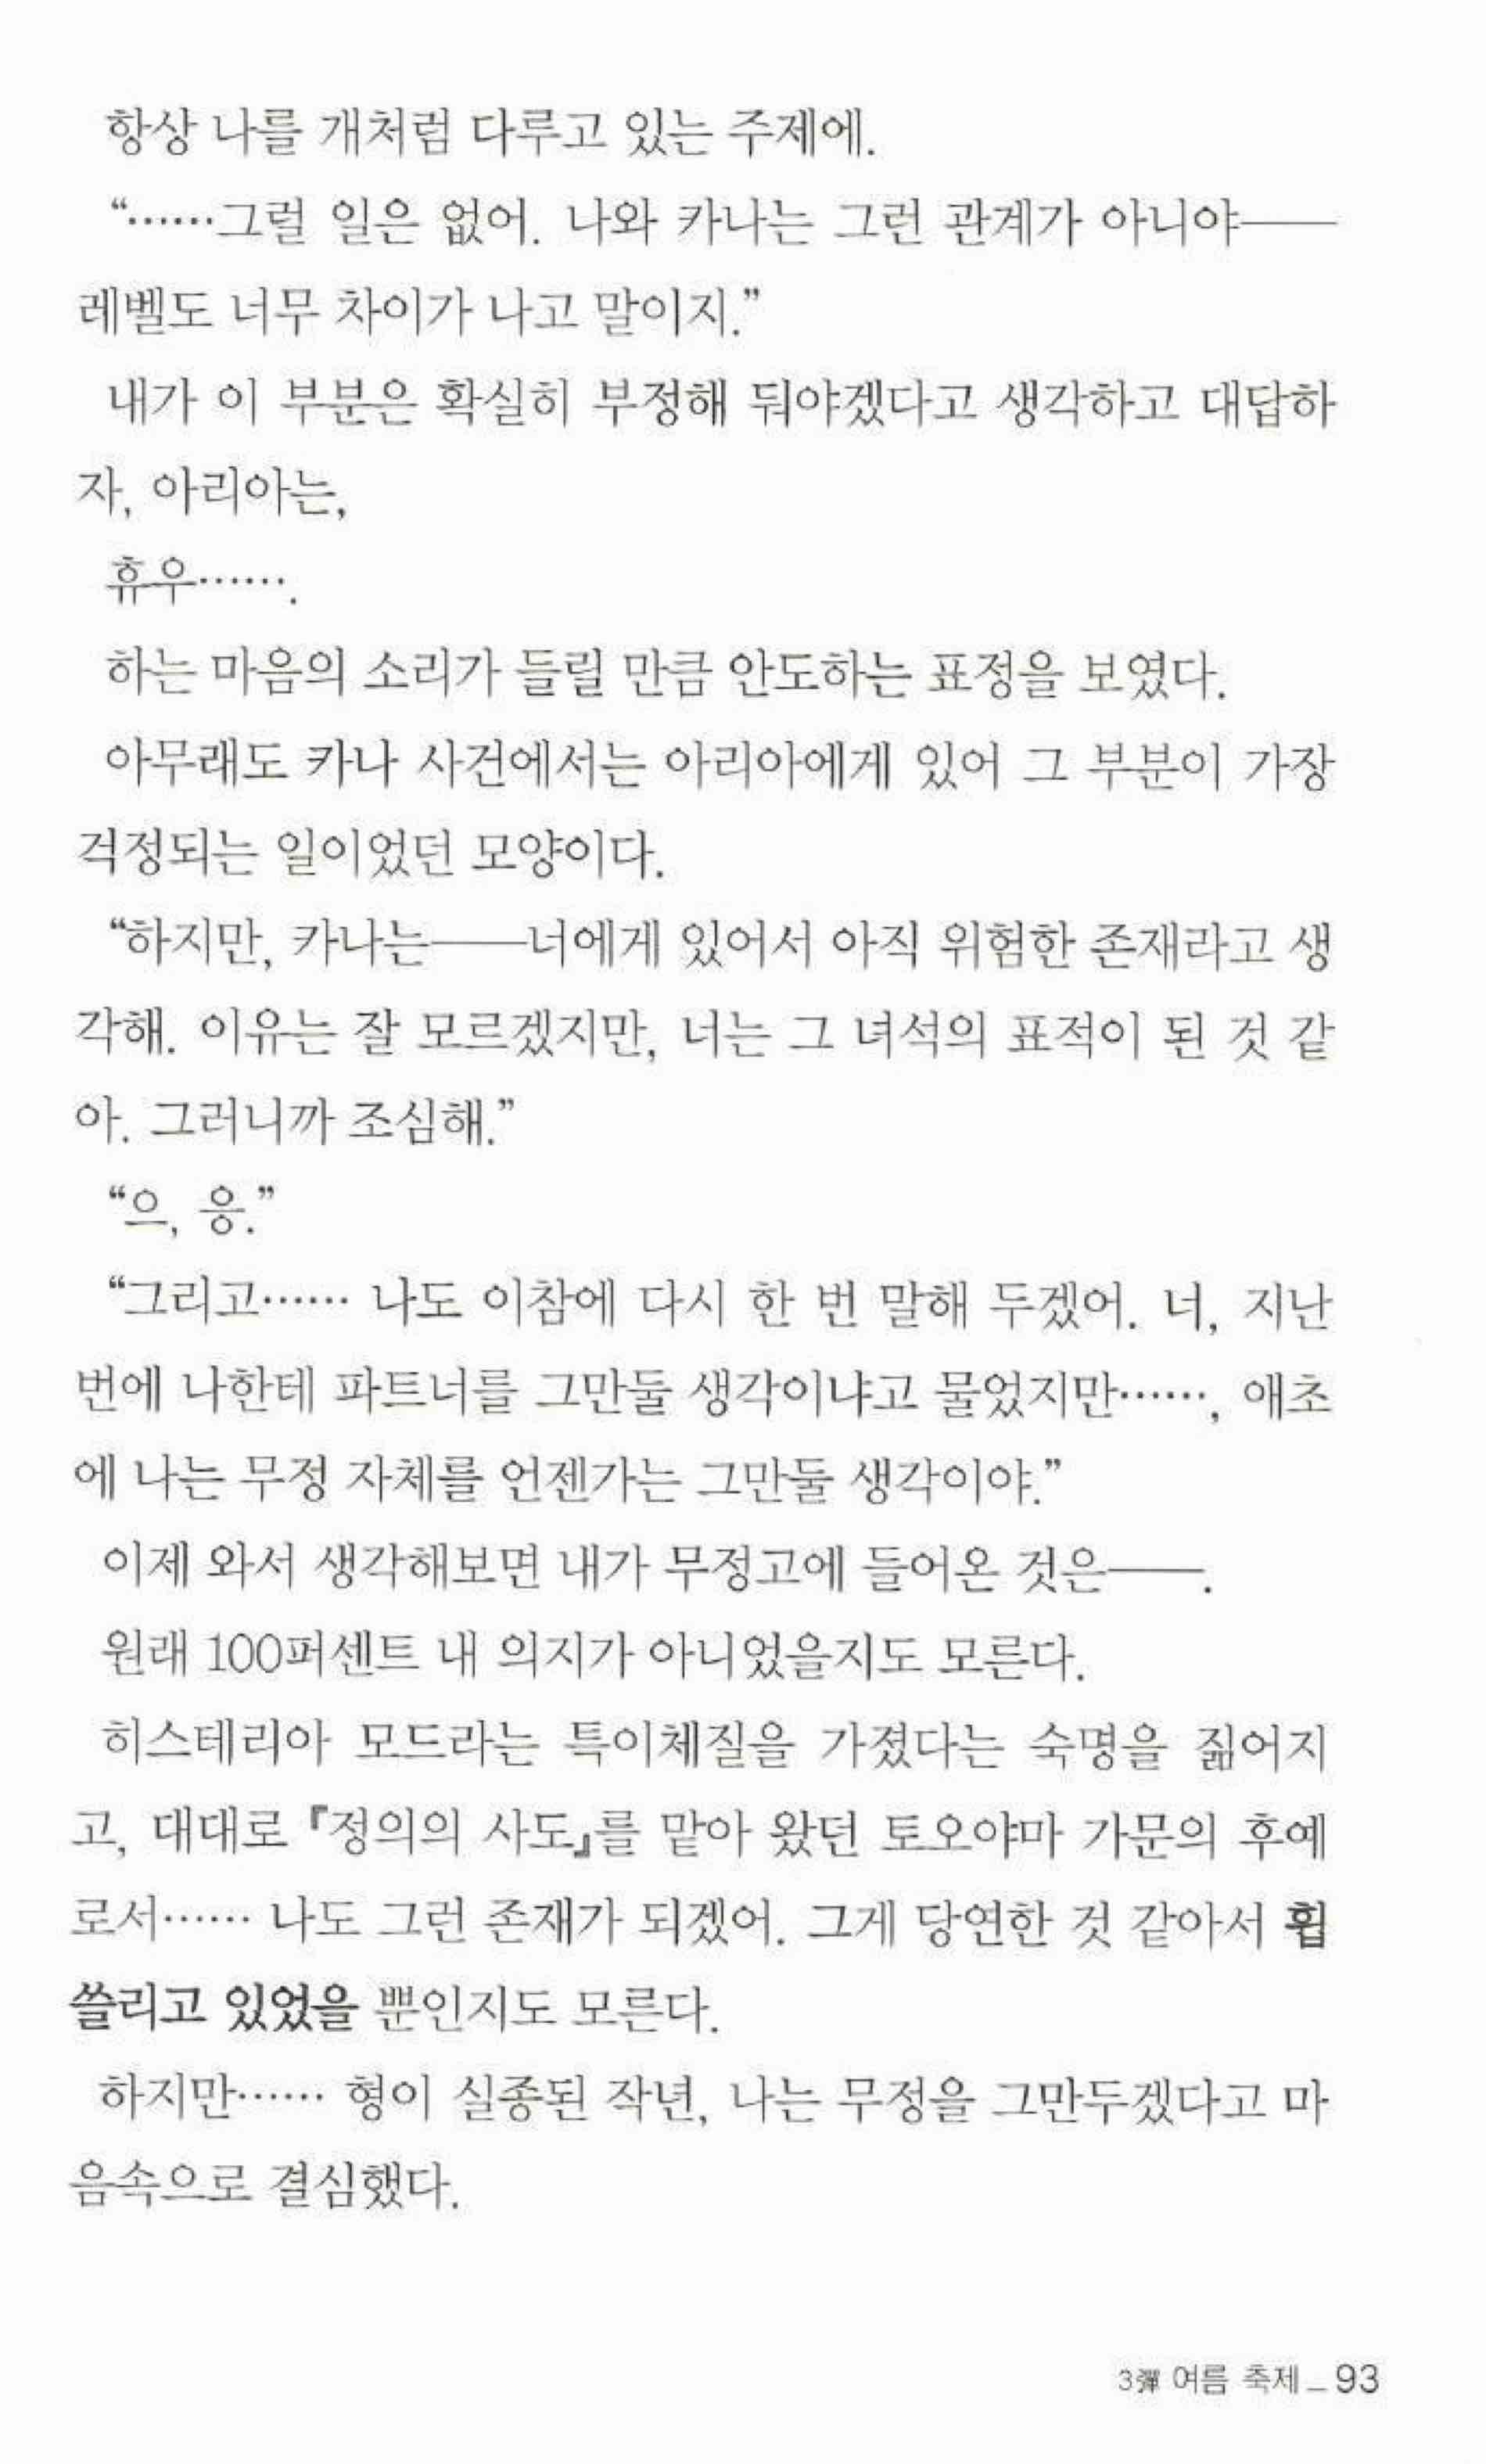 항상 나를 개처럼 다루고 있는 주제에.
“……그럴 일은 없어. 나와 카나는 그런 관계가 아니야――
레벨도 너무 차이가 나고 말이지.”
내가 이 부분은 확실히 부정해 둬야겠다고 생각하고 대답하
자, 아리아는,
휴우…….
하는 마음의 소리가 들릴 만큼 안도하는 표정을 보였다.
아무래도 카나 사건에서는 아리아에게 있어 그 부분이 가장
걱정되는 일이었던 모양이다.
“하지만, 카나는――너에게 있어서 아직 위험한 존재라고 생
각해. 이유는 잘 모르겠지만, 너는 그 녀석의 표적이 된 것 같
아. 그러니까 조심해.”
“으, 응.”
“그리고…… 나도 이참에 다시 한 번 말해 두겠어. 너, 지난
번에 나한테 파트너를 그만둘 생각이냐고 물었지만……, 애초
에 나는 무정 자체를 언젠가는 그만둘 생각이야.”
이제 와서 생각해보면 내가 무정고에 들어온 것은――.
원래 100퍼센트 내 의지가 아니었을지도 모른다.
히스테리아 모드라는 특이체질을 가졌다는 숙명을 짊어지
고, 대대로 『정의의 사도』를 맡아 왔던 토오야마 가문의 후예
로서…… 나도 그런 존재가 되겠어. 그게 당연한 것 같아서 휩
쓸리고 있었을 뿐인지도 모른다.
하지만…… 형이 실종된 작년, 나는 무정을 그만두겠다고 마
음속으로 결심했다.
3彈 여름 축제_93